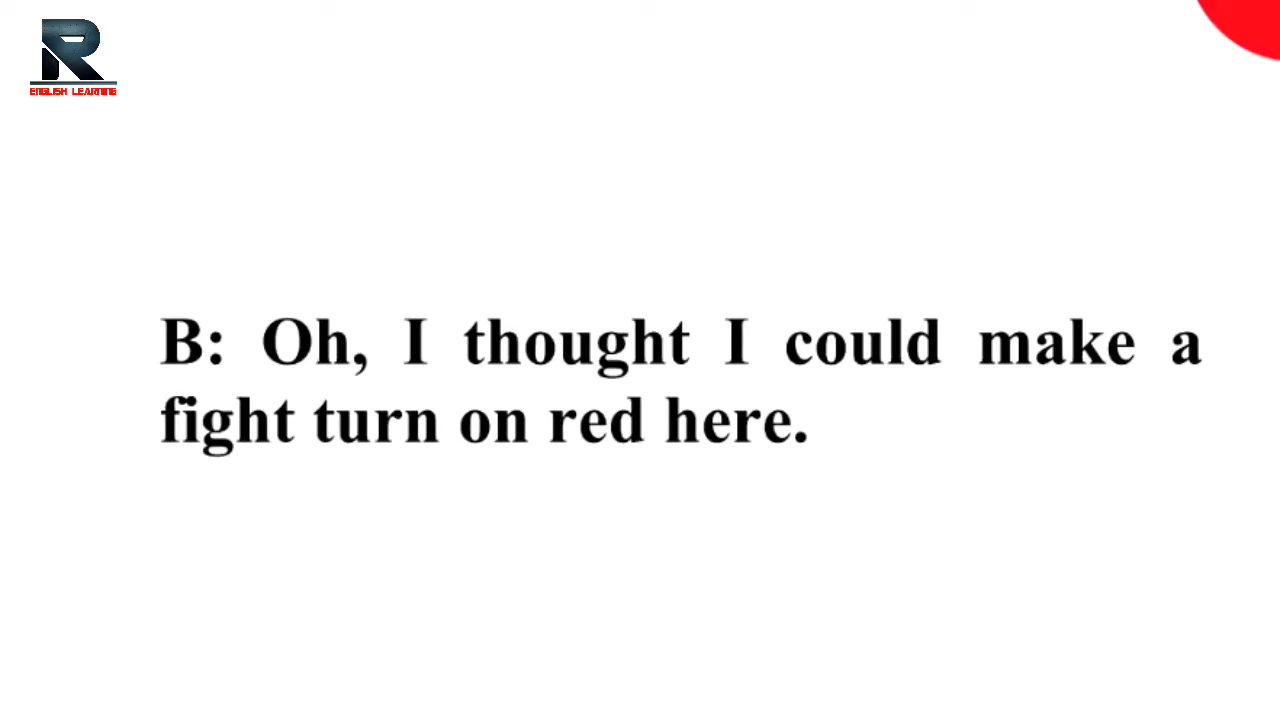 R
ENGLISH LEARNING
B: Oh, I thought I could make a
fight turn on red here.